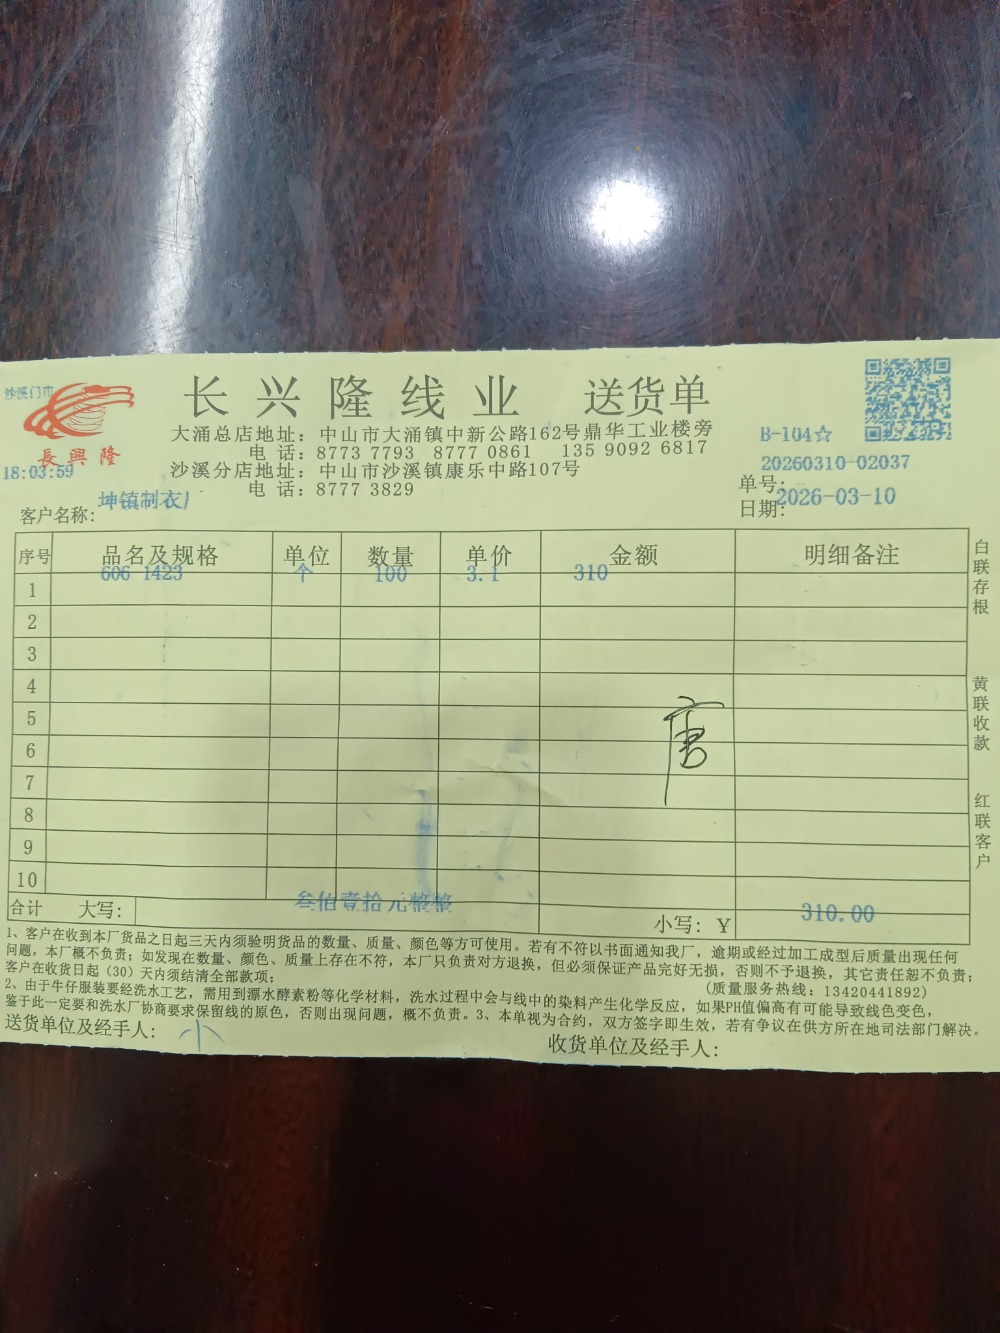 沙溪门市
長興隆
18:03:59
长兴隆线业 送货单
大涌总店地址：中山市大涌镇中新公路162号鼎华工业楼旁
电 话：8773 7793 8777 0861 135 9092 6817
沙溪分店地址：中山市沙溪镇康乐中路107号
电 话：8777 3829
B-104☆
20260310-02037
单号：
日期：2026-03-10
客户名称：坤镇制衣厂
序号 品名及规格 单位 数量 单价 金额 明细备注
1 606 1423 个 100 3.1 310
2
3
4
5
6
7
8
9
10
唐
合计 大写： 叁佰壹拾元整整 小写：￥ 310.00
白联存根
黄联收款
红联客户
1、客户在收到本厂货品之日起三天内须验明货品的数量、质量、颜色等方可使用。若有不符以书面通知我厂，逾期或经过加工成型后质量出现任何
问题，本厂概不负责；如发现在数量、颜色、质量上存在不符，本厂只负责对方退换，但必须保证产品完好无损，否则不予退换，其它责任恕不负责；
客户在收货日起（30）天内须结清全部款项；
（质量服务热线：13420441892）
2、由于牛仔服装要经洗水工艺，需用到漂水酵素粉等化学材料，洗水过程中会与线中的染料产生化学反应，如果PH值偏高有可能导致线色变色，
鉴于此一定要和洗水厂协商要求保留线的原色，否则出现问题，概不负责。3、本单视为合约，双方签字即生效，若有争议在供方所在地司法部门解决。
送货单位及经手人： 小
收货单位及经手人：